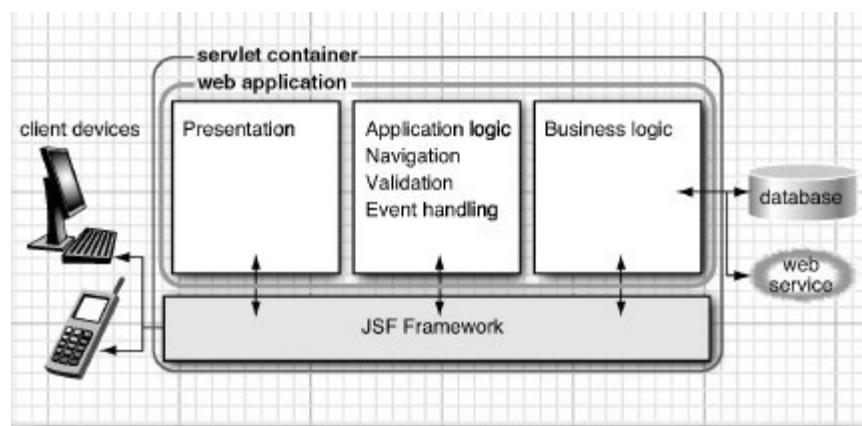 servlet container
web application
client devices
Presentation
Application logic
Navigation
Validation
Event handling
Business logic
database
web
service
JSF Framework